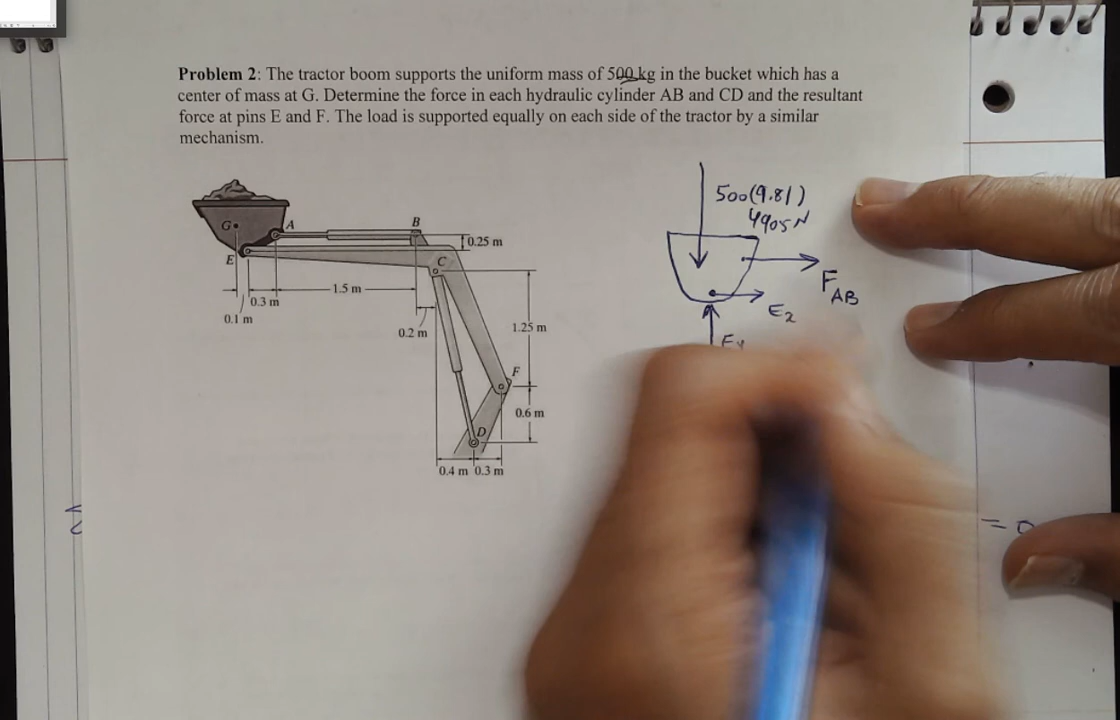 Problem 2: The tractor boom supports the uniform mass of 500 kg in the bucket which has a
center of mass at G. Determine the force in each hydraulic cylinder AB and CD and the resultant
force at pins E and F. The load is supported equally on each side of the tractor by a similar
mechanism.
500(9.81)
4905N
F
AB
G
A
B
0.25 m
E
C
0.3 m
1.5 m
0.1 m
0.2 m
1.25 m
F
0.6 m
D
0.4 m 0.3 m
= 0